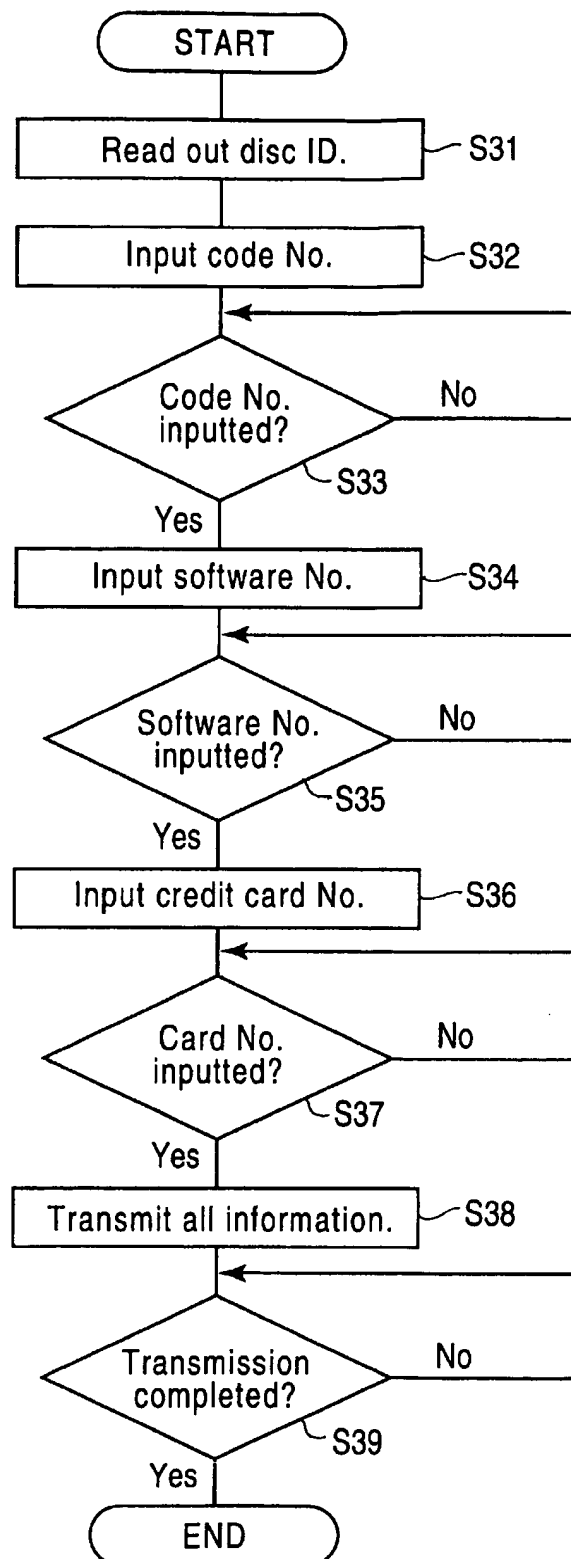 START
Read out disc ID.
S31
Input code No.
S32
Code No.
inputted?
No
S33
Yes
Input software No.
S34
Software No.
inputted?
No
S35
Yes
Input credit card No.
S36
Card No.
inputted?
No
S37
Yes
Transmit all information.
S38
Transmission
completed?
No
S39
Yes
END